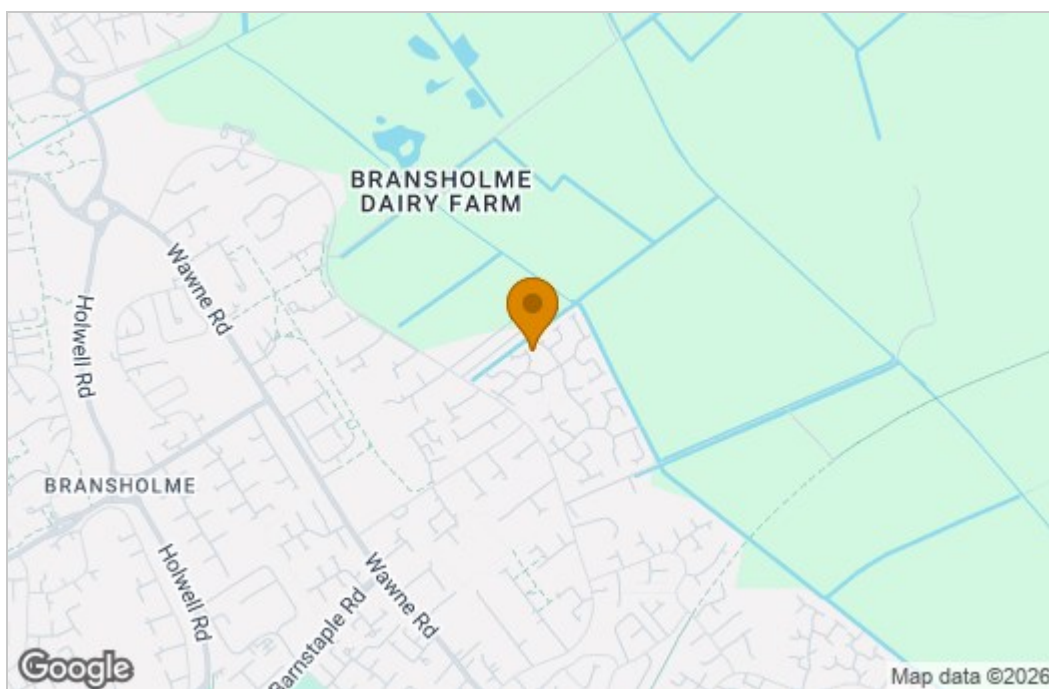 BRANSHOLME
DAIRY FARM
Wawne Rd
Holwell Rd
BRANSHOLME
Holwell Rd
Wawne Rd
Barnstaple Rd
Google
Map data ©2026